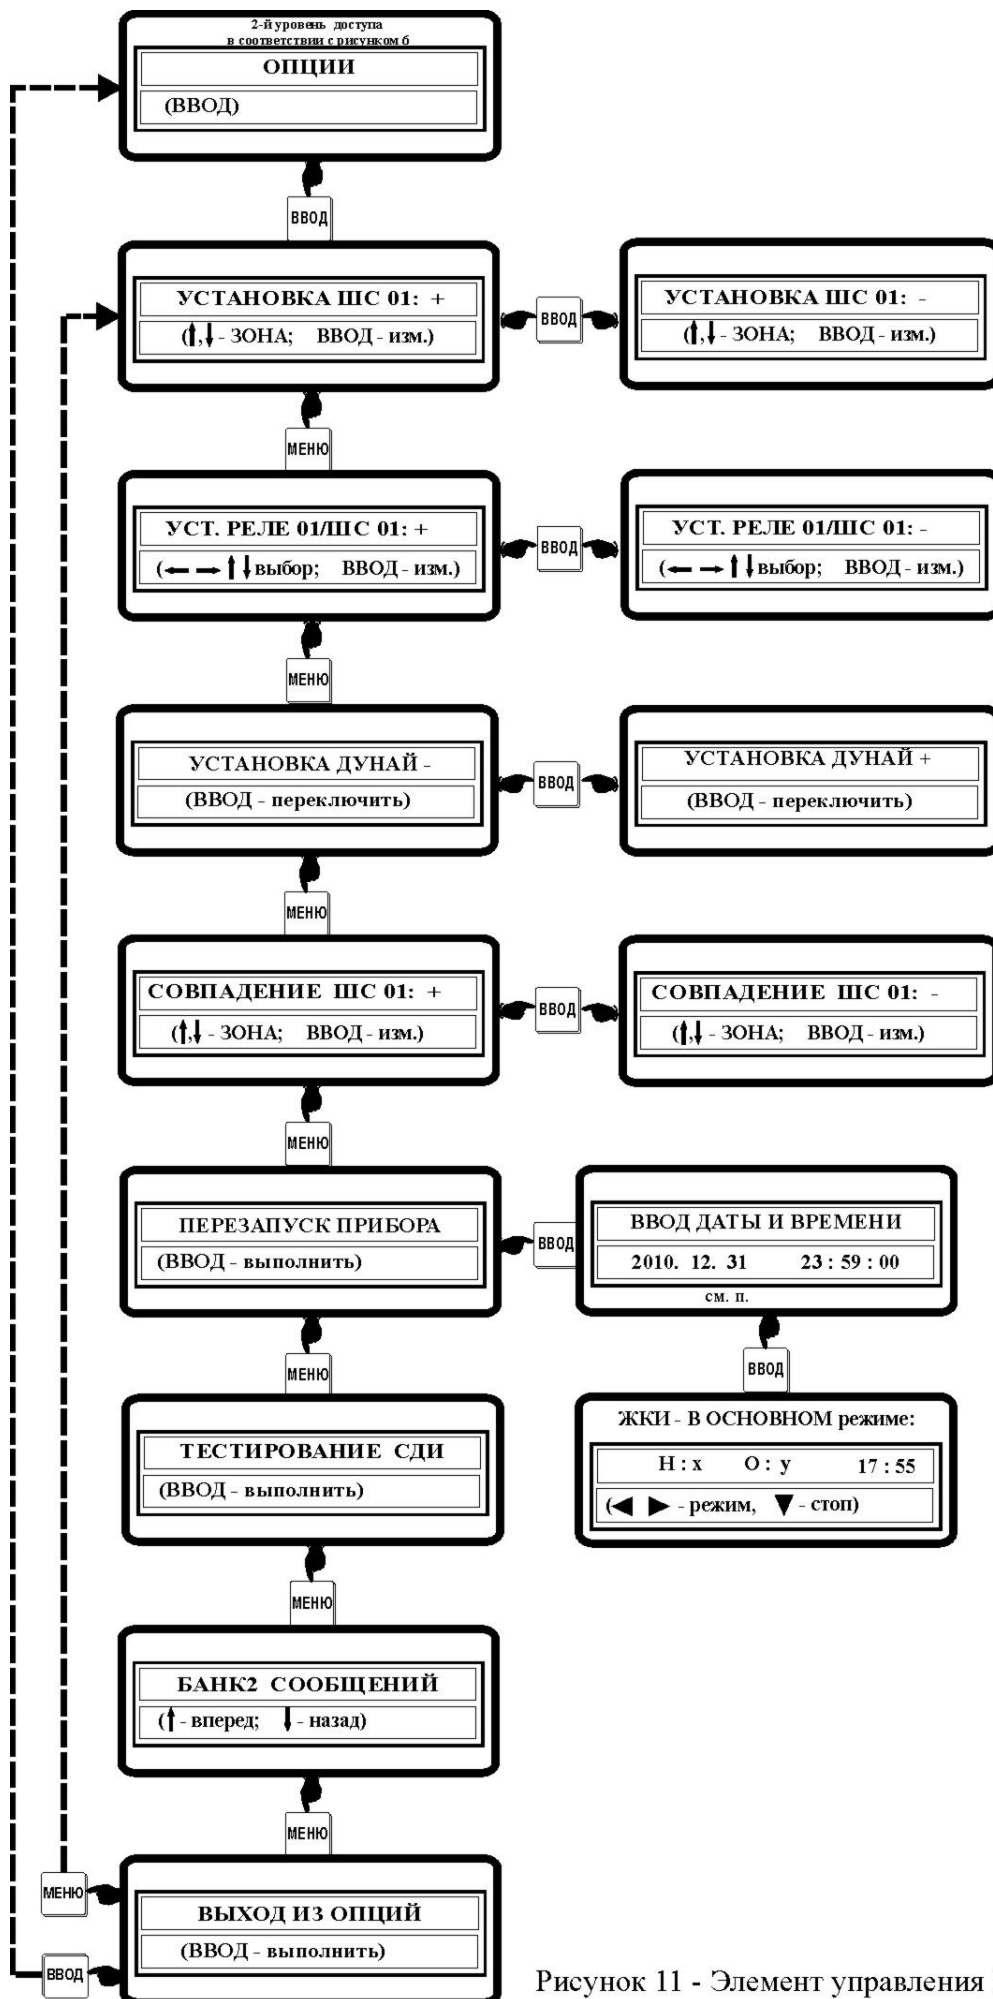 2-й уровень доступа
в соответствии с рисунком 6
ОПЦИИ
(ВВОД)
ВВОД
УСТАНОВКА ШС 01: +
(↑,↓ - ЗОНА; ВВОД - изм.)
ВВОД
УСТАНОВКА ШС 01: -
(↑,↓ - ЗОНА; ВВОД - изм.)
МЕНЮ
УСТ. РЕЛЕ 01/ШС 01: +
(← → ↑ ↓ выбор; ВВОД - изм.)
ВВОД
УСТ. РЕЛЕ 01/ШС 01: -
(← → ↑ ↓ выбор; ВВОД - изм.)
МЕНЮ
УСТАНОВКА ДУНАЙ -
(ВВОД - переключить)
ВВОД
УСТАНОВКА ДУНАЙ +
(ВВОД - переключить)
МЕНЮ
СОВПАДЕНИЕ ШС 01: +
(↑,↓ - ЗОНА; ВВОД - изм.)
ВВОД
СОВПАДЕНИЕ ШС 01: -
(↑,↓ - ЗОНА; ВВОД - изм.)
МЕНЮ
ПЕРЕЗАПУСК ПРИБОРА
(ВВОД - выполнить)
ВВОД
ВВОД ДАТЫ И ВРЕМЕНИ
2010. 12. 31 23 : 59 : 00
см. п.
МЕНЮ
ВВОД
ТЕСТИРОВАНИЕ СДИ
(ВВОД - выполнить)
ЖКИ - В ОСНОВНОМ режиме:
Н : x О : y 17 : 55
(◀ ▶ - режим, ▼ - стоп)
МЕНЮ
БАНК2 СООБЩЕНИЙ
(↑ - вперед; ↓ - назад)
МЕНЮ
МЕНЮ
ВЫХОД ИЗ ОПЦИЙ
(ВВОД - выполнить)
ВВОД
Рисунок 11 - Элемент управления